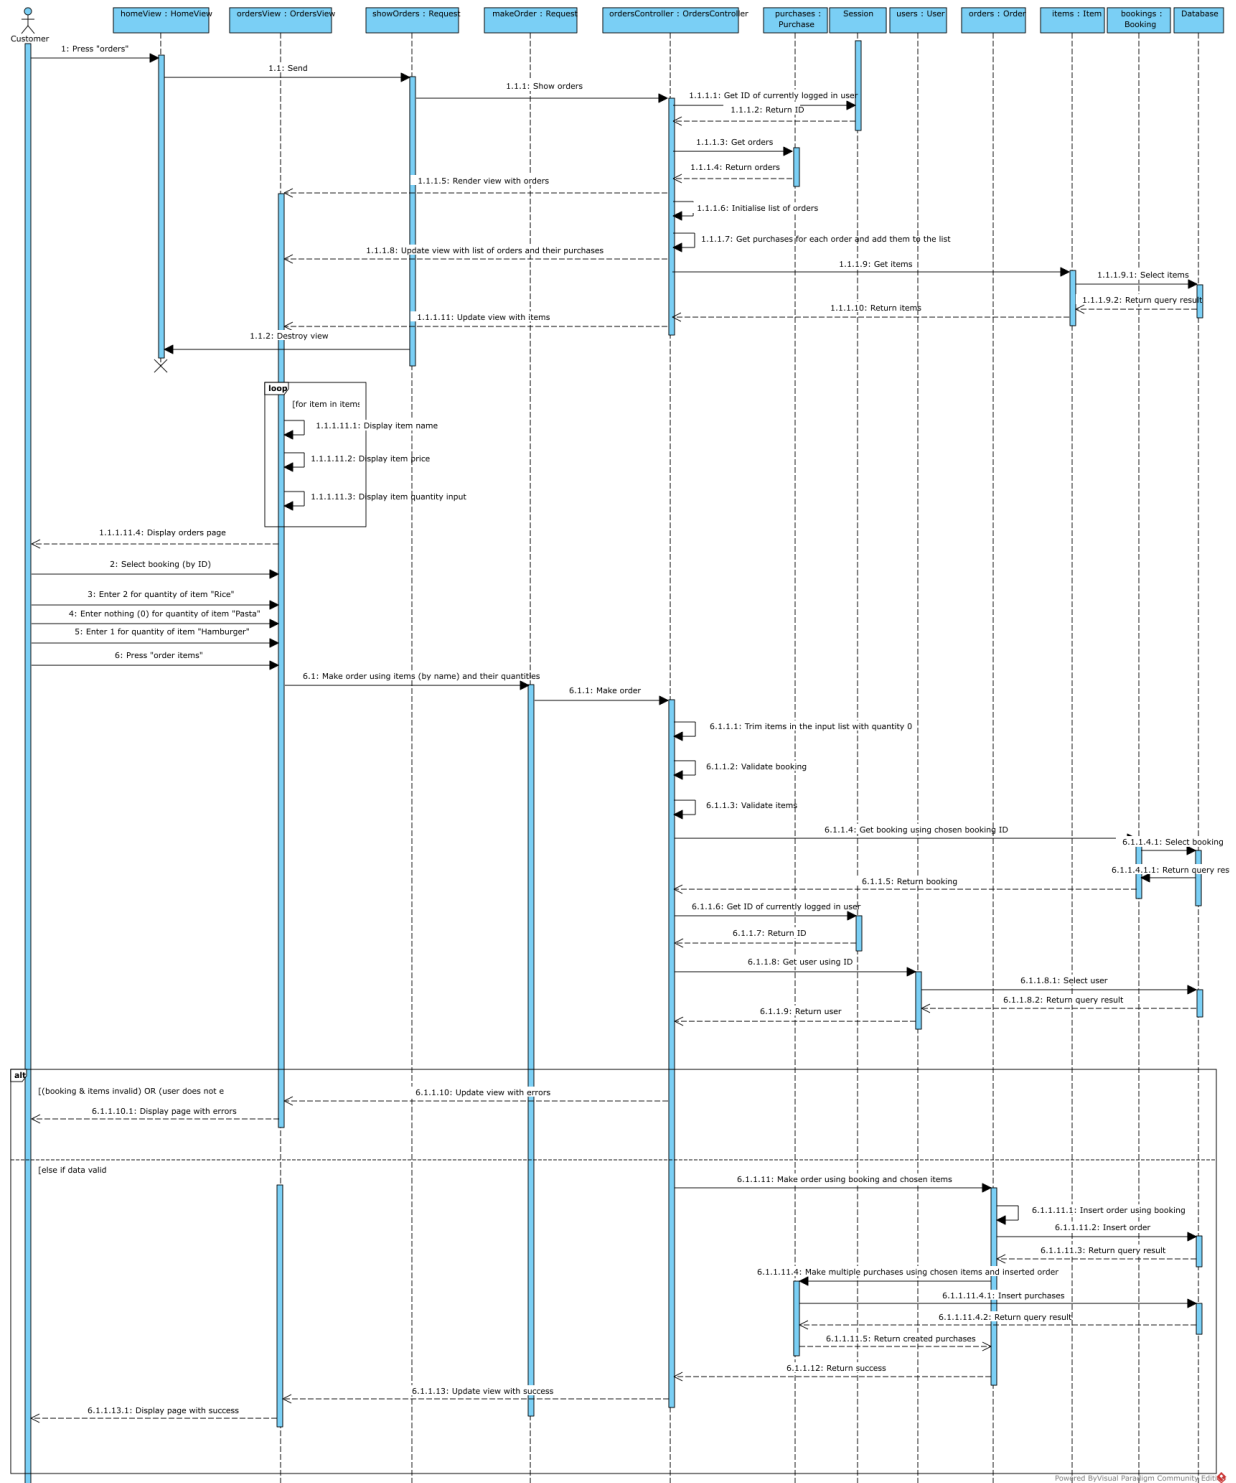 homeView : HomeView
ordersView : OrdersView
showOrders : Request
makeOrder : Request
ordersController : OrdersController
purchases :
Purchase
Session
users : User
orders : Order
items : Item
bookings :
Booking
Database
Customer
1: Press "orders"
1.1: Send
1.1.1: Show orders
1.1.1.1: Get ID of currently logged in user
1.1.1.2: Return ID
1.1.1.3: Get orders
1.1.1.4: Return orders
1.1.1.5: Render view with orders
1.1.1.6: Initialise list of orders
1.1.1.7: Get purchases for each order and add them to the list
1.1.1.8: Update view with list of orders and their purchases
1.1.1.9: Get items
1.1.1.9.1: Select items
1.1.1.9.2: Return query result
1.1.1.10: Return items
1.1.1.11: Update view with items
1.1.2: Destroy view
loop
[for item in items
1.1.1.11.1: Display item name
1.1.1.11.2: Display item price
1.1.1.11.3: Display item quantity input
1.1.1.11.4: Display orders page
2: Select booking (by ID)
3: Enter 2 for quantity of item "Rice"
4: Enter nothing (0) for quantity of item "Pasta"
5: Enter 1 for quantity of item "Hamburger"
6: Press "order items"
6.1: Make order using items (by name) and their quantities
6.1.1: Make order
6.1.1.1: Trim items in the input list with quantity 0
6.1.1.2: Validate booking
6.1.1.3: Validate items
6.1.1.4: Get booking using chosen booking ID
6.1.1.4.1: Select booking
6.1.1.4.1.1: Return query res
6.1.1.5: Return booking
6.1.1.6: Get ID of currently logged in user
6.1.1.7: Return ID
6.1.1.8: Get user using ID
6.1.1.8.1: Select user
6.1.1.8.2: Return query result
6.1.1.9: Return user
alt
[(booking & items invalid) OR (user does not e
6.1.1.10: Update view with errors
6.1.1.10.1: Display page with errors
[else if data valid
6.1.1.11: Make order using booking and chosen items
6.1.1.11.1: Insert order using booking
6.1.1.11.2: Insert order
6.1.1.11.3: Return query result
6.1.1.11.4: Make multiple purchases using chosen items and inserted order
6.1.1.11.4.1: Insert purchases
6.1.1.11.4.2: Return query result
6.1.1.11.5: Return created purchases
6.1.1.12: Return success
6.1.1.13: Update view with success
6.1.1.13.1: Display page with success
Powered By Visual Paradigm Community Edition